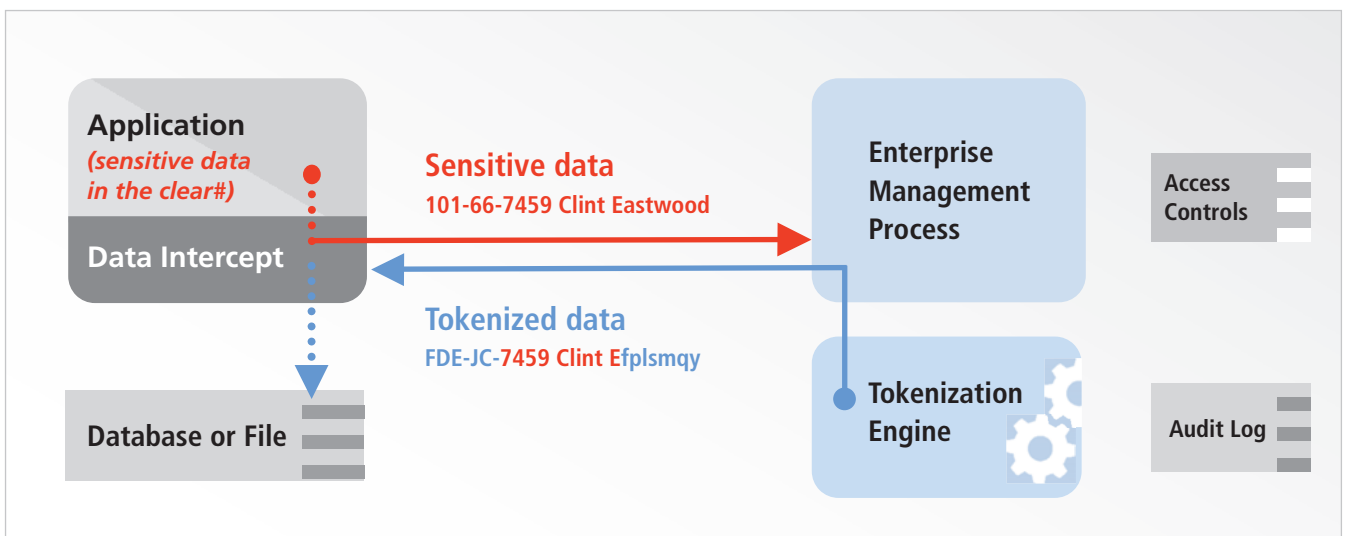 Application
(sensitive data
in the clear#)
Data Intercept
Database or File
Sensitive data
101-66-7459 Clint Eastwood
Tokenized data
FDE-JC-7459 Clint Efplsmqy
Enterprise
Management
Process
Tokenization
Engine
Access
Controls
Audit Log